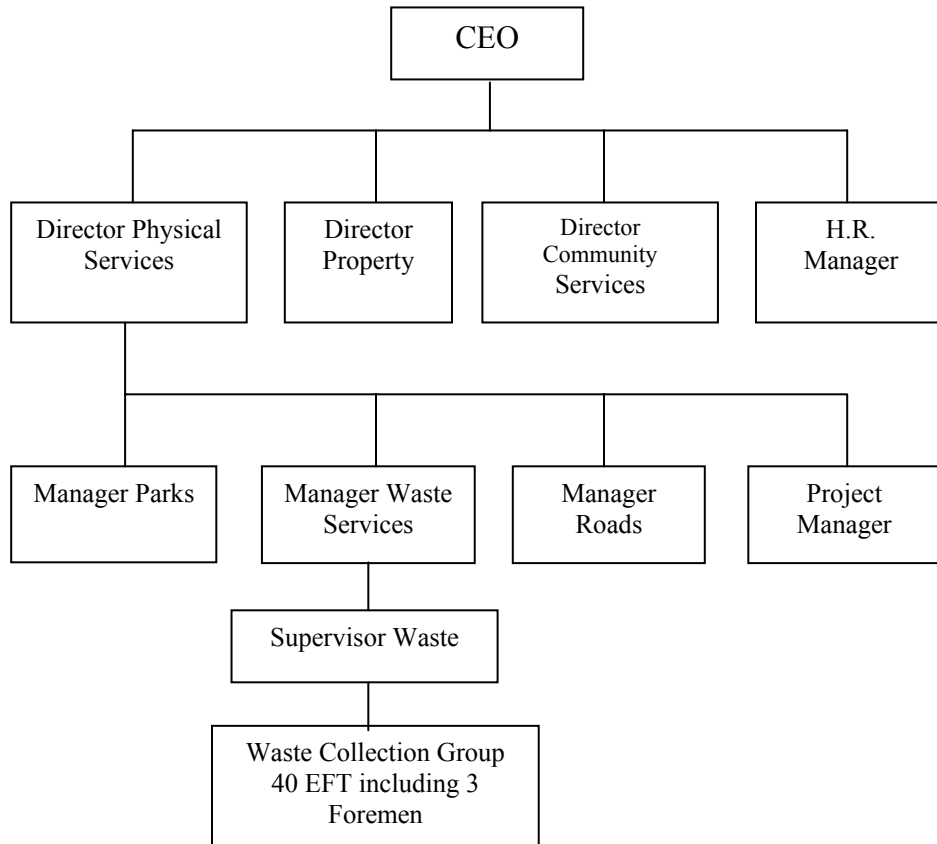 CEO
Director Physical
Services
Director
Property
Director
Community
Services
H.R.
Manager
Manager Parks
Manager Waste
Services
Manager
Roads
Project
Manager
Supervisor Waste
Waste Collection Group
40 EFT including 3
Foremen